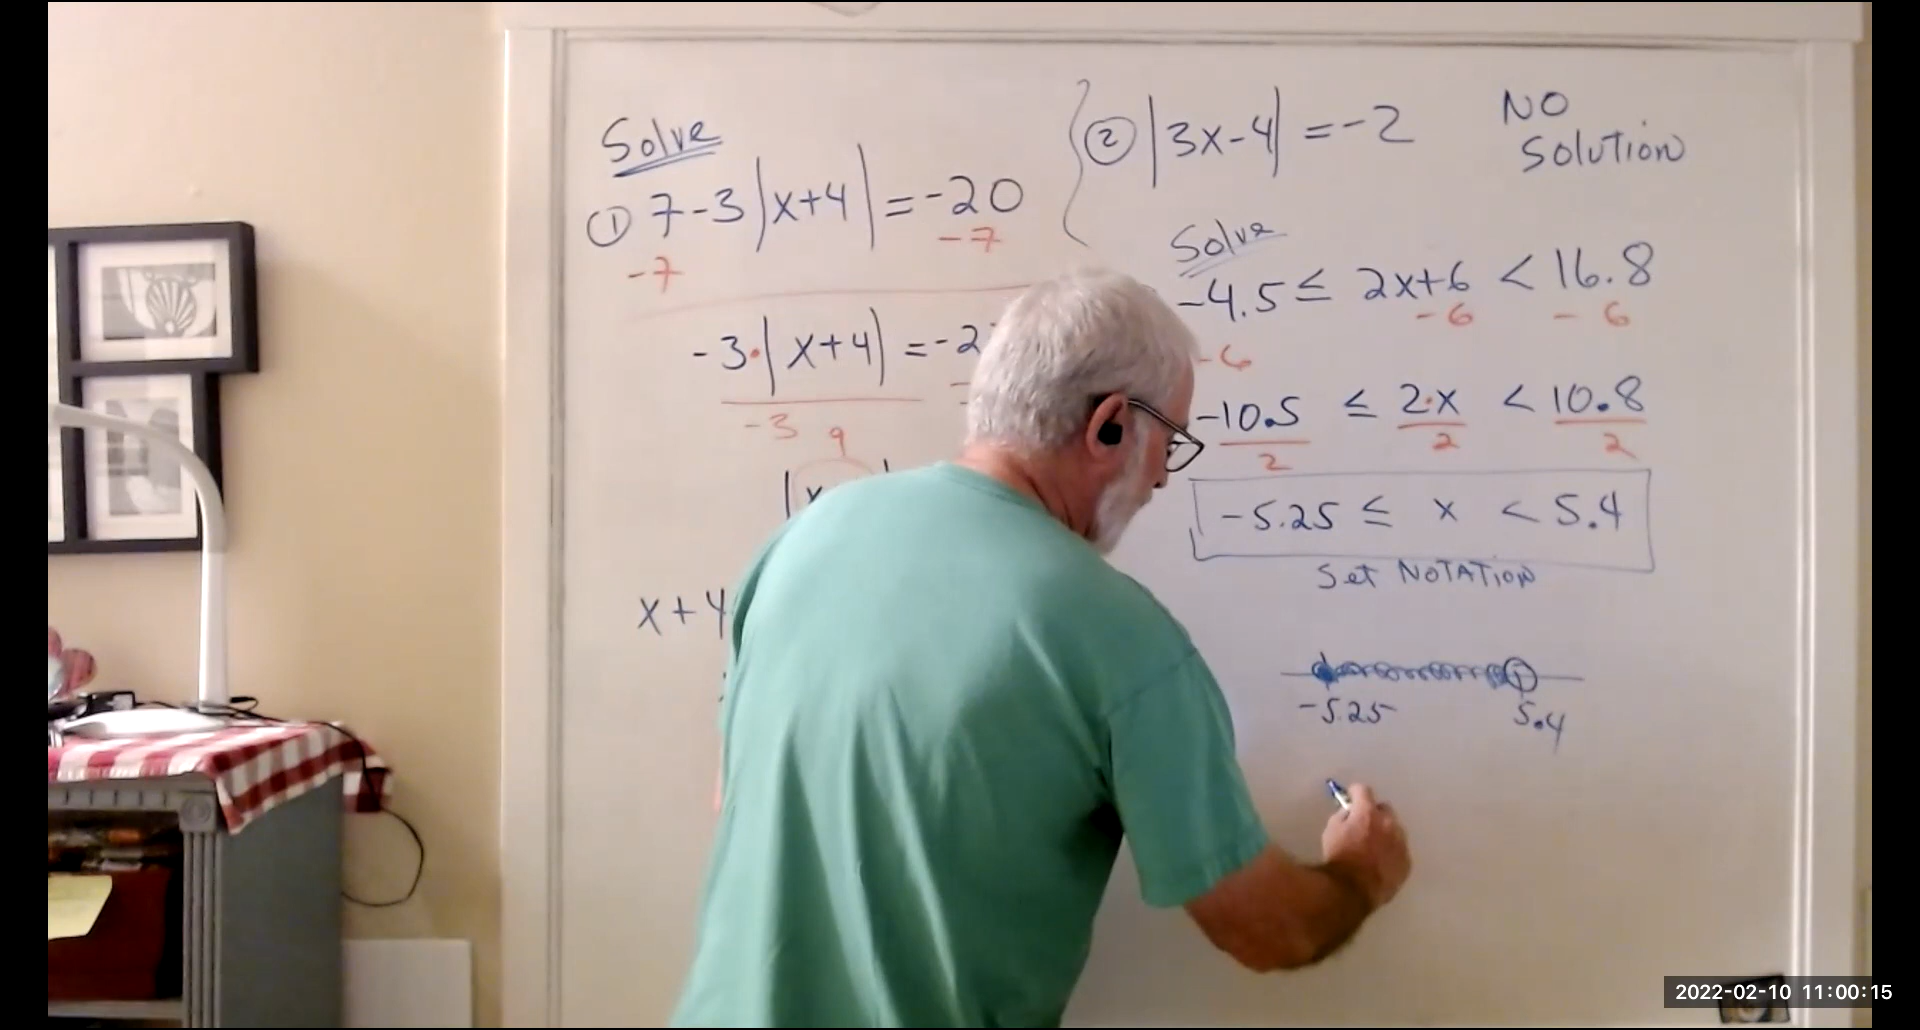 Solve
① 7-3|x+4| = -20
-7 -7
-3·|x+4| = -2
-3
9
|x
x+4
② |3x-4| = -2
NO
Solution
Solve
-4.5 ≤ 2x+6 < 16.8
-6 -6
-6
-10.5 ≤ 2·x < 10.8
2 2 2
-5.25 ≤ x < 5.4
Set NOTATION
-5.25 5.4
2022-02-10 11:00:15